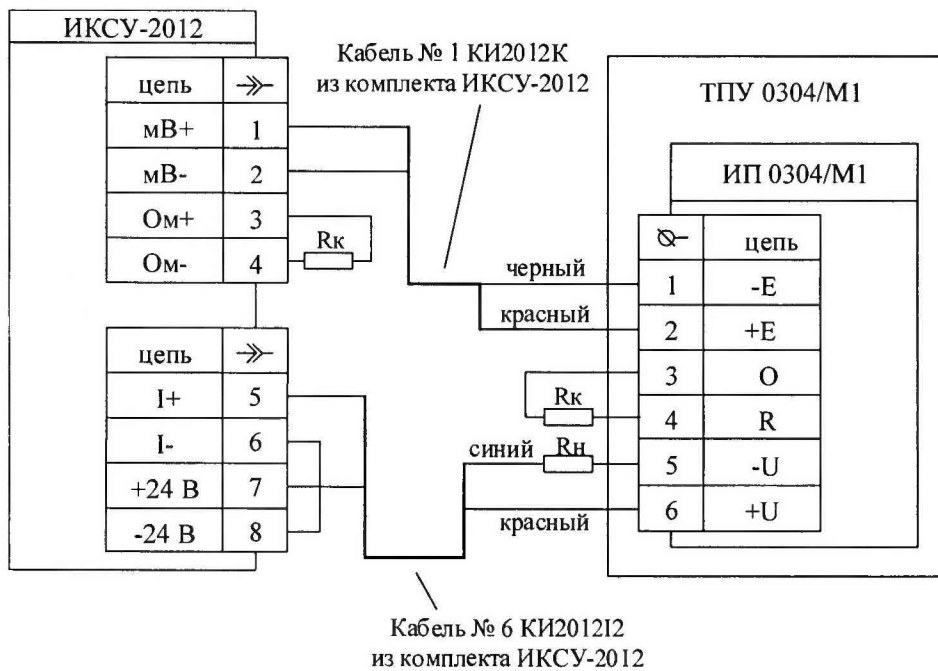 ИКСУ-2012
цепь
мВ+ 1
мВ- 2
Ом+ 3
Ом- 4
Rк
цепь
I+ 5
I- 6
+24 В 7
-24 В 8
Кабель № 1 КИ2012К
из комплекта ИКСУ-2012
черный
красный
Rк
синий Rн
красный
Кабель № 6 КИ2012I2
из комплекта ИКСУ-2012
ТПУ 0304/М1
ИП 0304/М1
цепь
1 -E
2 +E
3 O
4 R
5 -U
6 +U